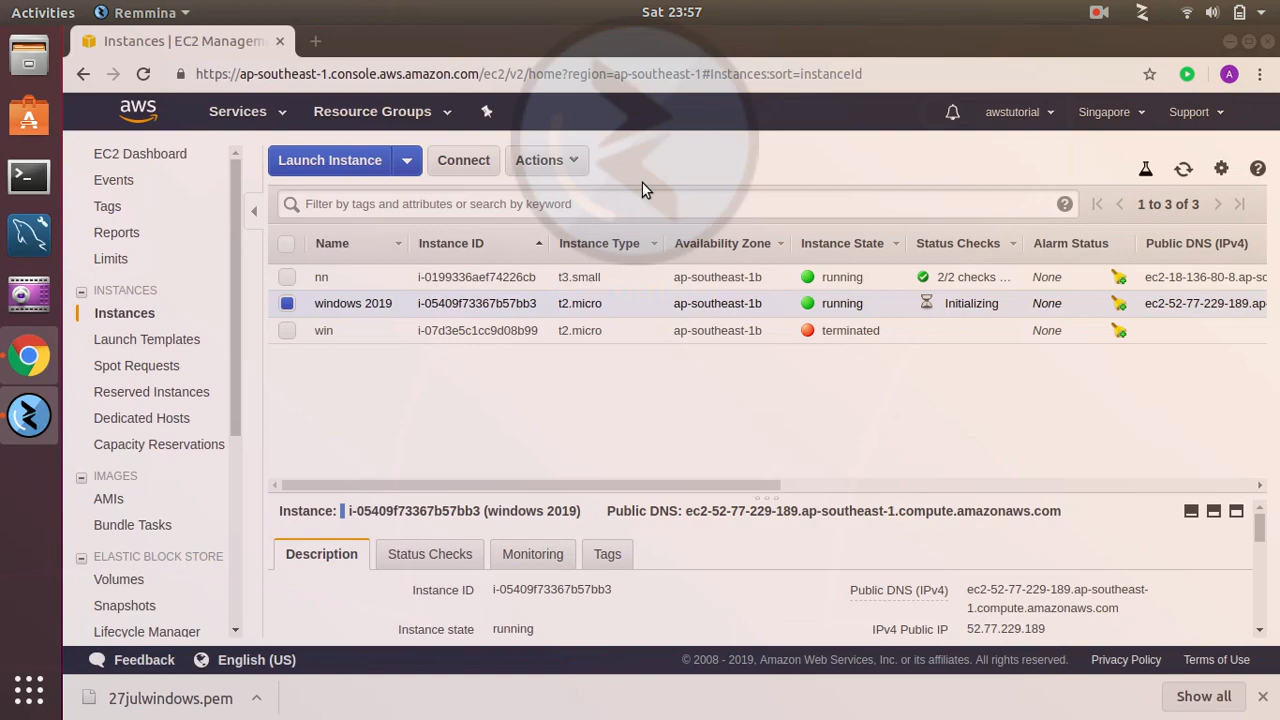 Activities Remmina Sat 23:57
Instances | EC2 Managem
https://ap-southeast-1.console.aws.amazon.com/ec2/v2/home?region=ap-southeast-1#Instances:sort=instanceId A
aws Services Resource Groups awstutorial Singapore Support
EC2 Dashboard
Events
Tags
Reports
Limits
INSTANCES
Instances
Launch Templates
Spot Requests
Reserved Instances
Dedicated Hosts
Capacity Reservations
IMAGES
AMIs
Bundle Tasks
ELASTIC BLOCK STORE
Volumes
Snapshots
Lifecycle Manager
Launch Instance Connect Actions
Filter by tags and attributes or search by keyword 1 to 3 of 3
Name Instance ID Instance Type Availability Zone Instance State Status Checks Alarm Status Public DNS (IPv4)
nn i-0199336aef74226cb t3.small ap-southeast-1b running 2/2 checks … None ec2-18-136-80-8.ap-so
windows 2019 i-05409f73367b57bb3 t2.micro ap-southeast-1b running Initializing None ec2-52-77-229-189.ap-
win i-07d3e5c1cc9d08b99 t2.micro ap-southeast-1b terminated None
Instance: i-05409f73367b57bb3 (windows 2019) Public DNS: ec2-52-77-229-189.ap-southeast-1.compute.amazonaws.com
Description Status Checks Monitoring Tags
Instance ID i-05409f73367b57bb3 Public DNS (IPv4) ec2-52-77-229-189.ap-southeast-
1.compute.amazonaws.com
Instance state running IPv4 Public IP 52.77.229.189
Feedback English (US) © 2008 - 2019, Amazon Web Services, Inc. or its affiliates. All rights reserved. Privacy Policy Terms of Use
27julwindows.pem Show all